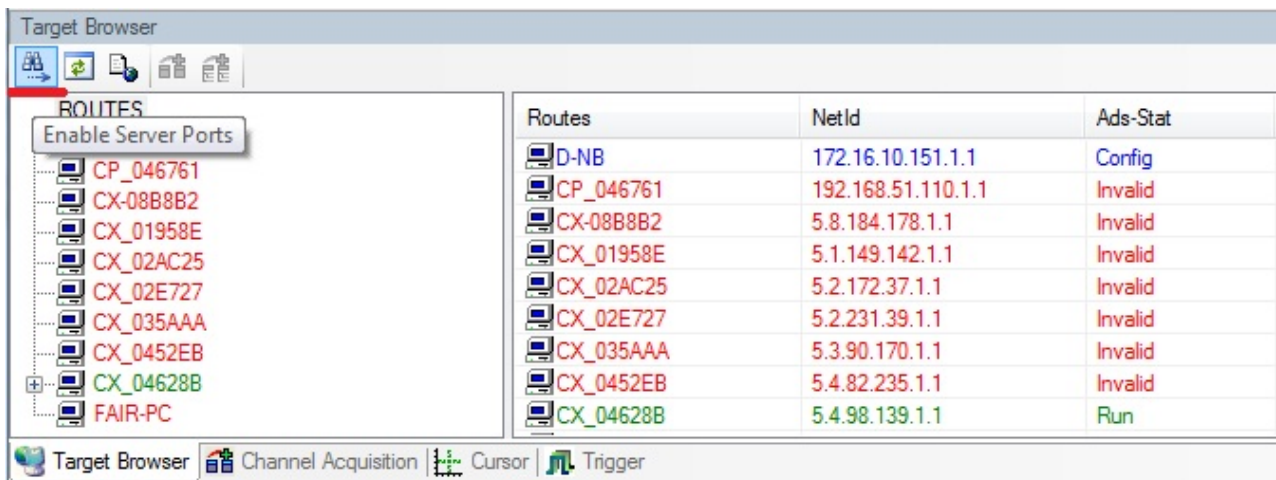 Target Browser
ROUTES
Enable Server Ports
CP_046761
CX-08B8B2
CX_01958E
CX_02AC25
CX_02E727
CX_035AAA
CX_0452EB
CX_04628B
FAIR-PC
Routes NetId Ads-Stat
D-NB 172.16.10.151.1.1 Config
CP_046761 192.168.51.110.1.1 Invalid
CX-08B8B2 5.8.184.178.1.1 Invalid
CX_01958E 5.1.149.142.1.1 Invalid
CX_02AC25 5.2.172.37.1.1 Invalid
CX_02E727 5.2.231.39.1.1 Invalid
CX_035AAA 5.3.90.170.1.1 Invalid
CX_0452EB 5.4.82.235.1.1 Invalid
CX_04628B 5.4.98.139.1.1 Run
Target Browser Channel Acquisition Cursor Trigger